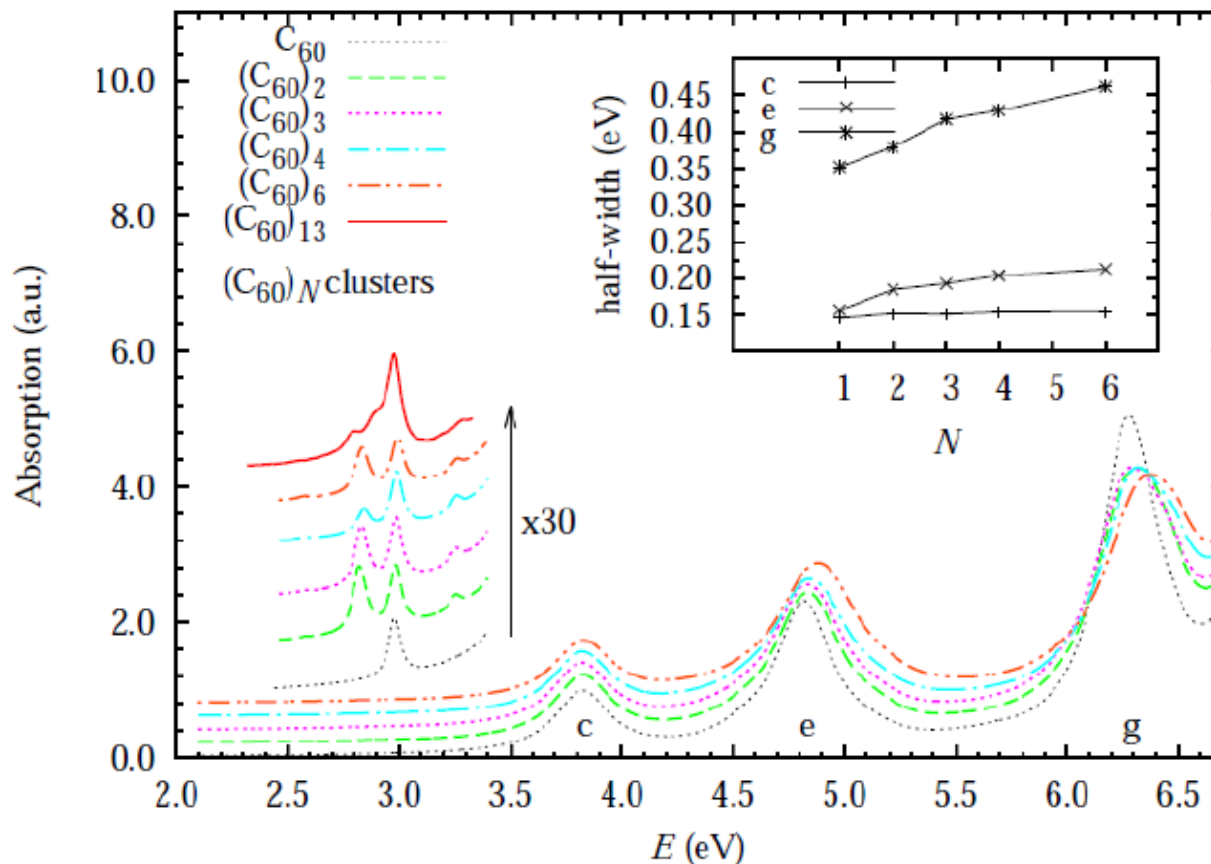 Absorption (a.u.)
10.0
8.0
6.0
4.0
2.0
0.0
C60
(C60)2
(C60)3
(C60)4
(C60)6
(C60)13
(C60)N clusters
x30
c
e
g
2.0 2.5 3.0 3.5 4.0 4.5 5.0 5.5 6.0 6.5
E (eV)
half-width (eV)
c
e
g
0.45
0.40
0.35
0.30
0.25
0.20
0.15
1 2 3 4 5 6
N